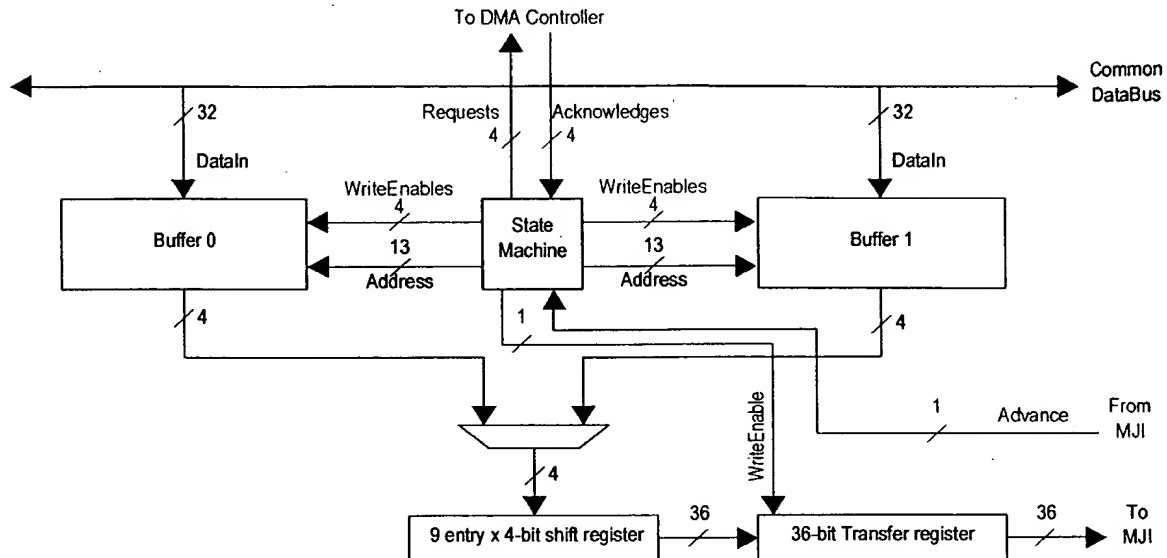 To DMA Controller
Common
DataBus
32
Requests
Acknowledges
32
4
4
DataIn
DataIn
WriteEnables
WriteEnables
4
4
Buffer 0
State
Machine
Buffer 1
13
13
Address
Address
4
1
4
WriteEnable
1
Advance
From
MJI
4
9 entry x 4-bit shift register
36
36-bit Transfer register
36
To
MJI